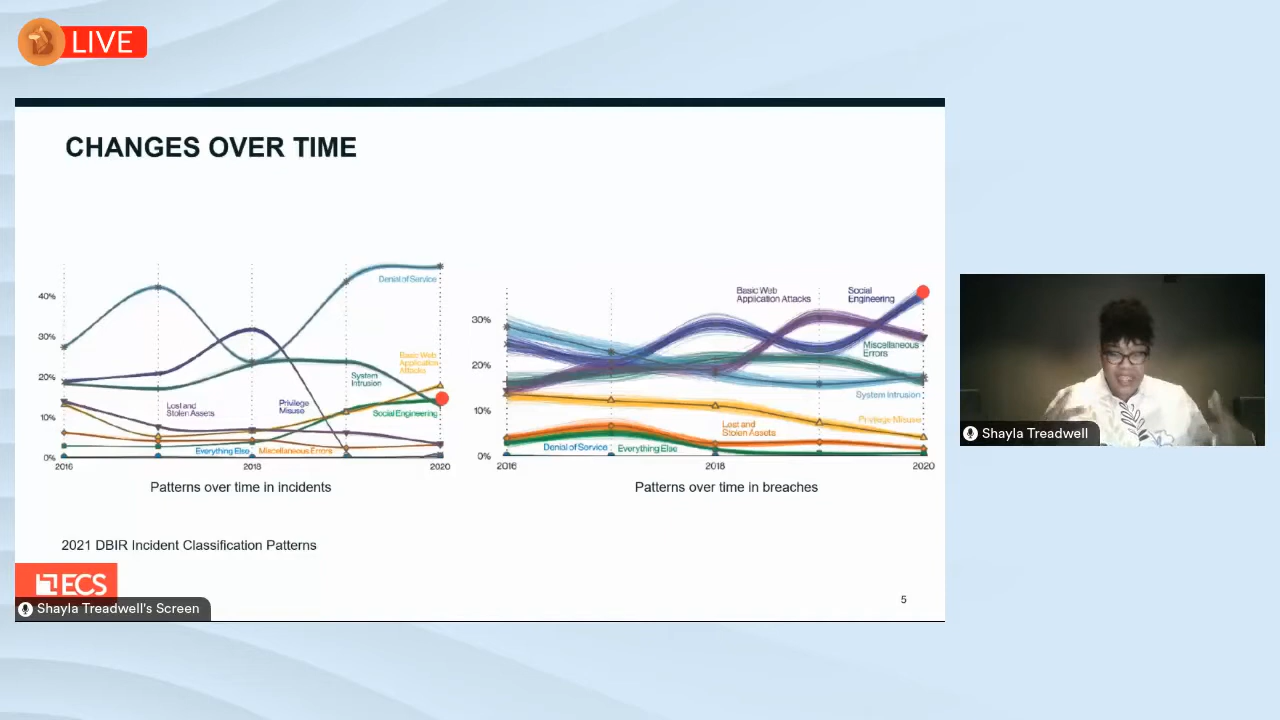 LIVE
CHANGES OVER TIME
40%
30%
20%
10%
0%
2016
2018
2020
Denial of Service
Basic Web
Application
Attacks
System
Intrusion
Lost and
Stolen Assets
Privilege
Misuse
Social Engineering
Everything Else
Miscellaneous Errors
Patterns over time in incidents
30%
20%
10%
0%
2016
2018
2020
Basic Web
Application Attacks
Social
Engineering
Miscellaneous
Errors
System Intrusion
Privilege Misuse
Lost and
Stolen Assets
Denial of Service
Everything Else
Patterns over time in breaches
2021 DBIR Incident Classification Patterns
ECS
5
Shayla Treadwell's Screen
Shayla Treadwell